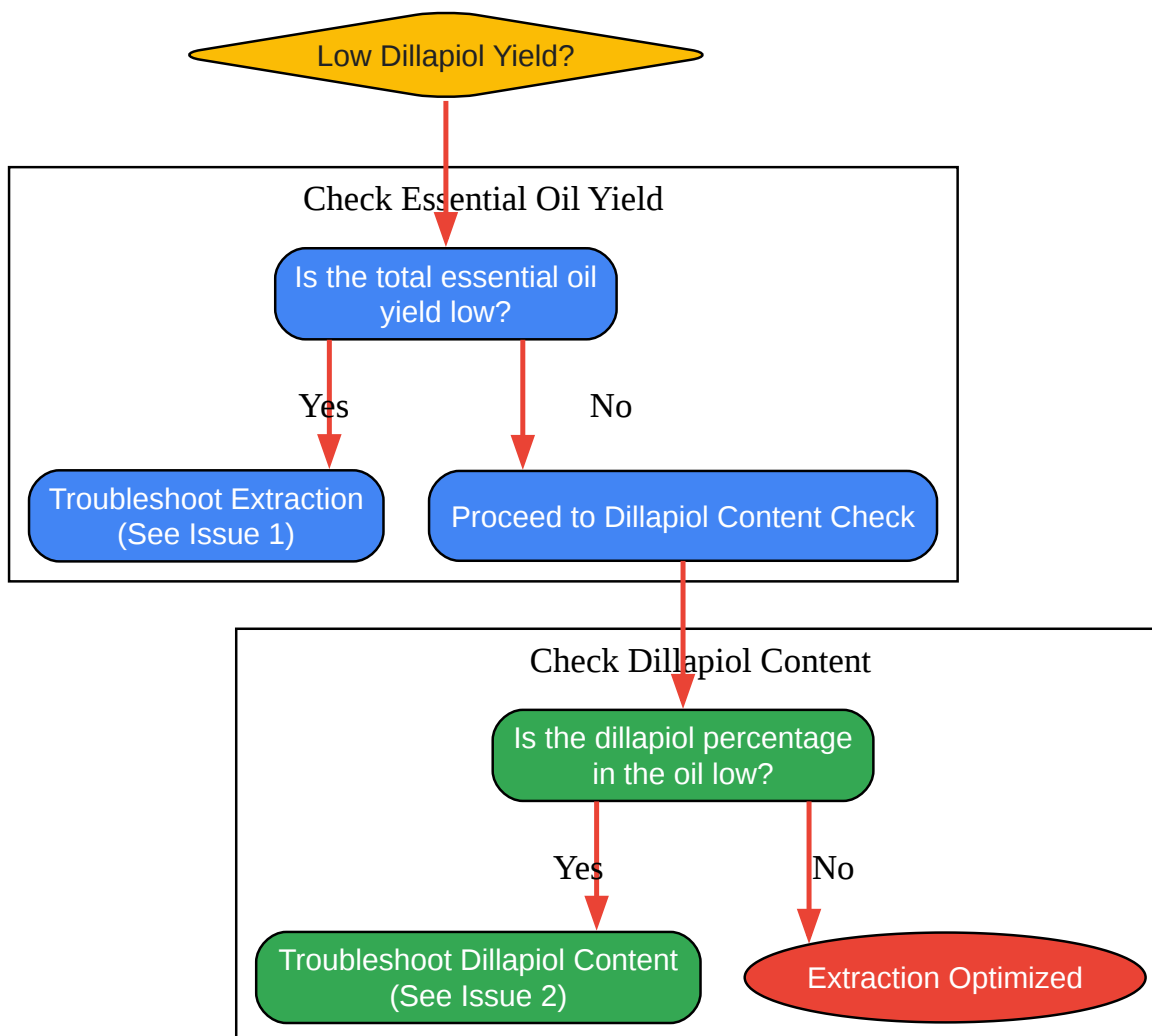 Low Dillapiol Yield?
Check Essential Oil Yield
Is the total essential oil
yield low?
Yes
No
Troubleshoot Extraction
(See Issue 1)
Proceed to Dillapiol Content Check
Check Dillapiol Content
Is the dillapiol percentage
in the oil low?
Yes
No
Troubleshoot Dillapiol Content
(See Issue 2)
Extraction Optimized